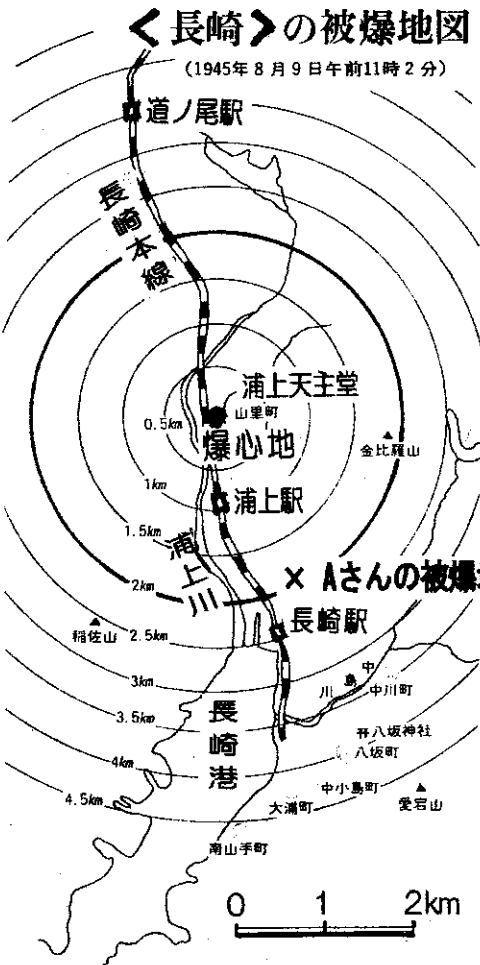 ＜長崎＞の被爆地図
（1945年8月9日午前11時2分）
道ノ尾駅
長崎本線
浦上天主堂
山里町
0.5km
爆心地
金比羅山
1km
浦上駅
1.5km
浦上川
2km
× Aさんの被爆
長崎駅
稲佐山
2.5km
中島川
中川町
3km
長崎港
3.5km
八坂神社
八坂町
4km
中小島町
4.5km
大浦町
愛宕山
南山手町
0 1 2km